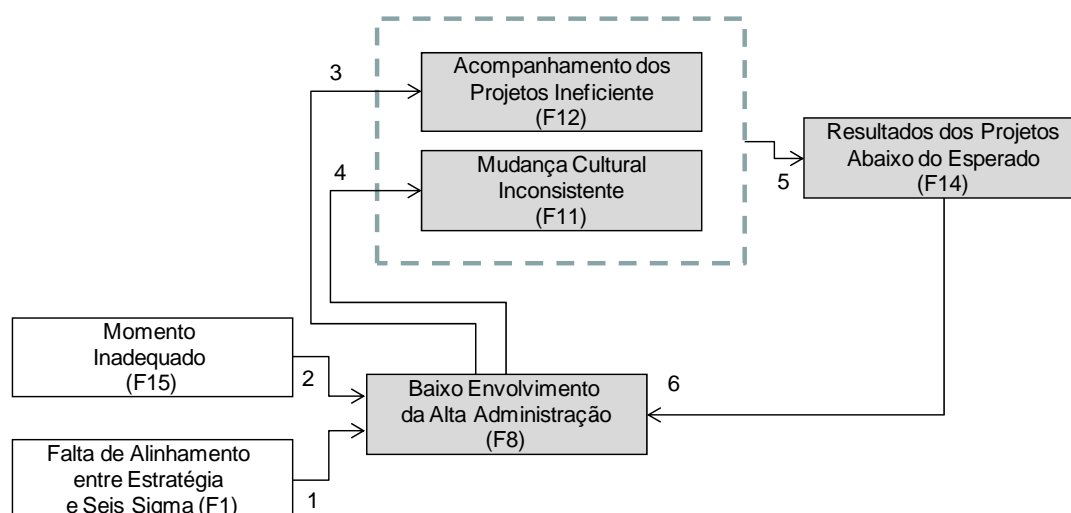 3
Acompanhamento dos
Projetos Ineficiente
(F12)
4
Mudança Cultural
Inconsistente
(F11)
Resultados dos Projetos
Abaixo do Esperado
(F14)
5
Momento
Inadequado
(F15)
2
Baixo Envolvimento
da Alta Administração
(F8)
6
Falta de Alinhamento
entre Estratégia
e Seis Sigma (F1)
1